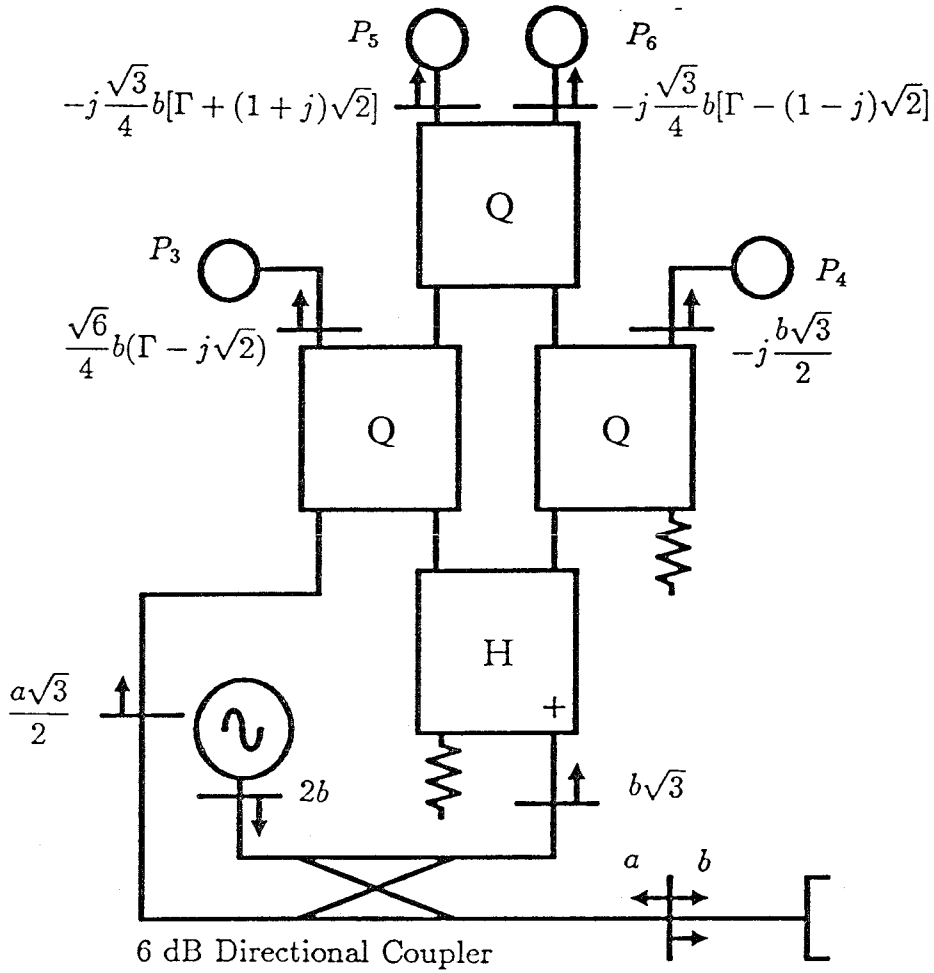 P₅
P₆
−j √3/4 b[Γ + (1 + j)√2]
−j √3/4 b[Γ − (1 − j)√2]
Q
P₃
P₄
√6/4 b(Γ − j√2)
−j b√3/2
Q
Q
H
+
a√3/2
2b
b√3
a
b
6 dB Directional Coupler